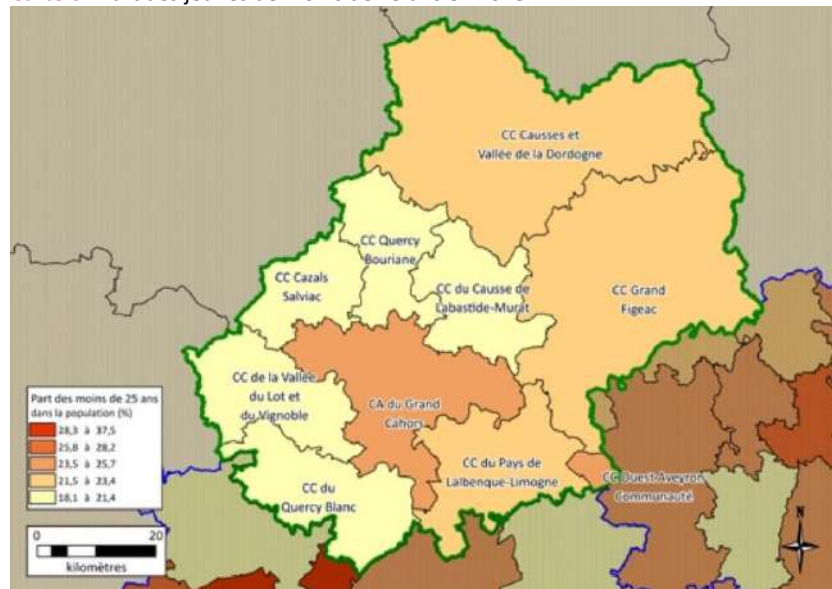 CC Causses et
Vallée de la Dordogne
CC Quercy
Bouriane
CC Cazals
Salviac
CC du Causse de
Labastide-Murat
CC Grand
Figeac
CC de la Vallée
du Lot et
du Vignoble
CA du Grand
Cahors
CC du Pays de
Lalbenque-Limogne
CC Ouest Aveyron
Communauté
CC du
Quercy Blanc
Part des moins de 25 ans
dans la population (%)
28,3 à 37,5
25,8 à 28,2
23,5 à 25,7
21,5 à 23,4
18,1 à 21,4
0 20
kilomètres
N